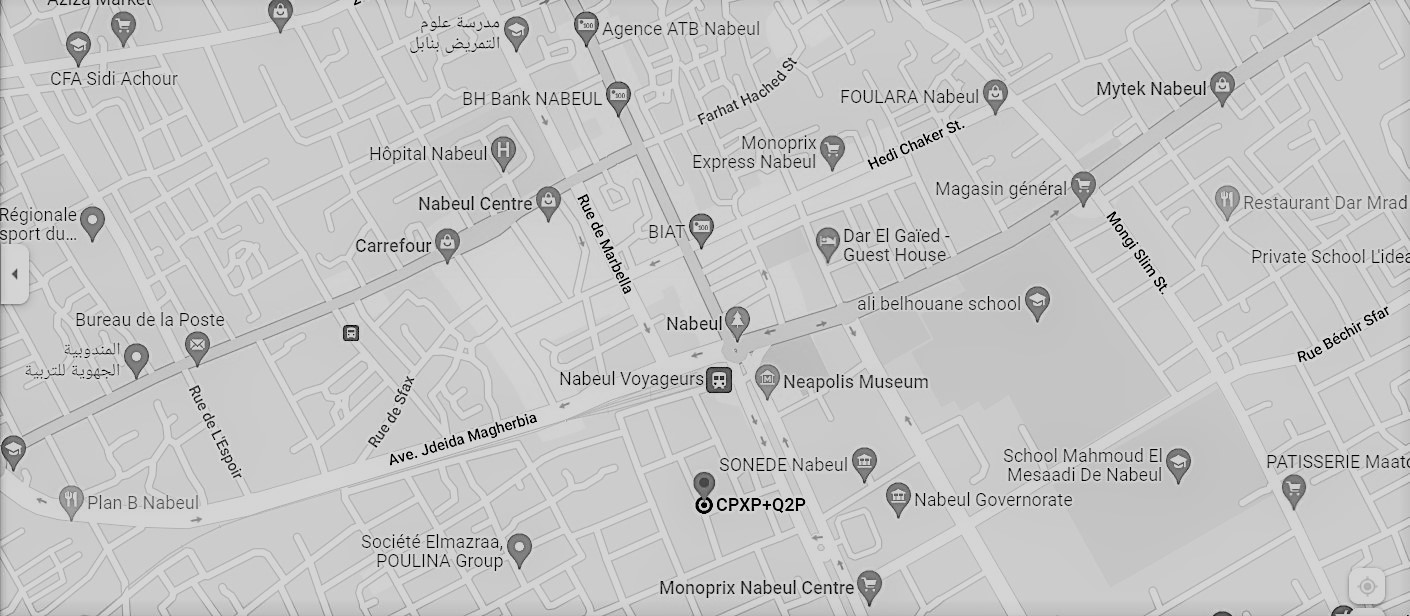 Aziza Market
CFA Sidi Achour
مدرسة علوم
التمريض بنابل
Agence ATB Nabeul
BH Bank NABEUL
Farhat Hached St
FOULARA Nabeul
Mytek Nabeul
Hôpital Nabeul
Monoprix
Express Nabeul
Hedi Chaker St.
Nabeul Centre
Magasin général
Régionale
sport du...
Rue de Marbella
Restaurant Dar Mrad
Carrefour
BIAT
Dar El Gaïed -
Guest House
Mongi Slim St.
Private School L'idea
ali belhouane school
Bureau de la Poste
Nabeul
Rue Béchir Sfar
المندوبية
الجهوية للتربية
Nabeul Voyageurs
Neapolis Museum
Rue de L'Espoir
Rue de Sfax
Ave. Jdeida Magherbia
SONEDE Nabeul
School Mahmoud El
Mesaadi De Nabeul
PATISSERIE Maato
Plan B Nabeul
CPXP+Q2P
Nabeul Governorate
Société Elmazraa,
POULINA Group
Monoprix Nabeul Centre